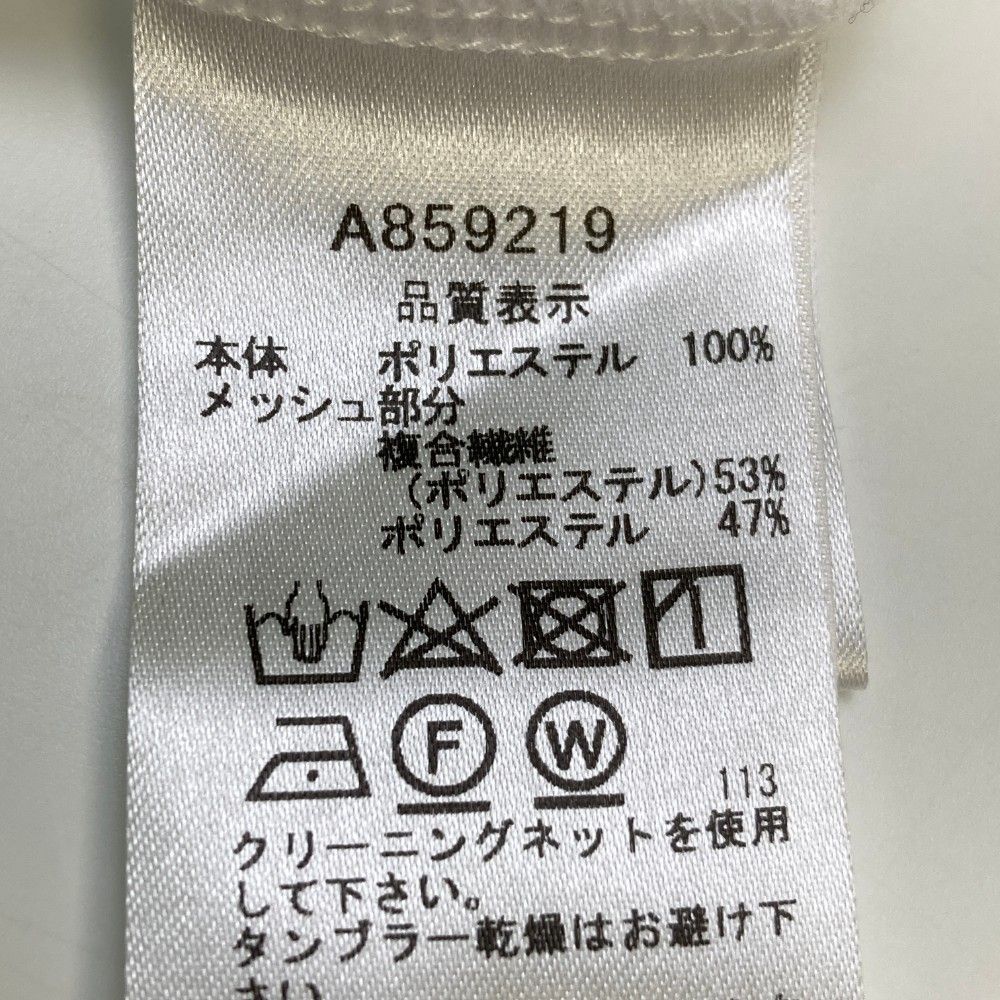 A859219
品質表示
本体 ポリエステル 100%
メッシュ部分
複合繊維
(ポリエステル)53%
ポリエステル 47%
F W
113
クリーニングネットを使用
して下さい。
タンブラー乾燥はお避け下
さい